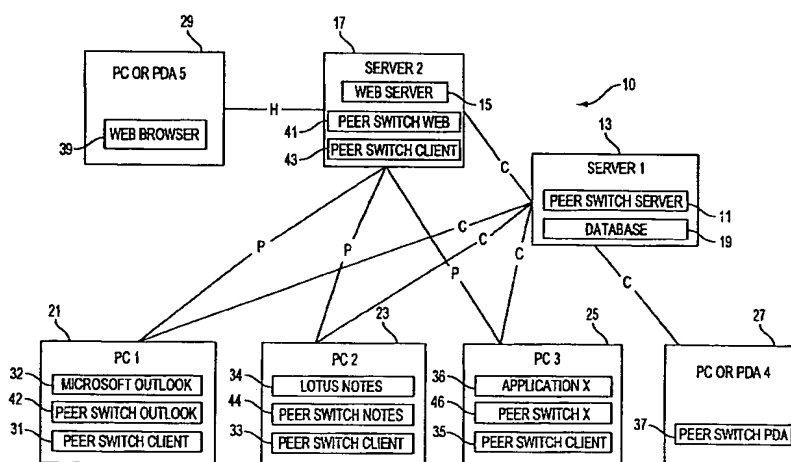 29
17
PC OR PDA 5
SERVER 2
WEB SERVER
15
10
H
WEB BROWSER
39
41
PEER SWITCH WEB
43
PEER SWITCH CLIENT
13
SERVER 1
C
PEER SWITCH SERVER
11
DATABASE
19
P
P
C
C
P
C
C
21
PC 1
32
MICROSOFT OUTLOOK
42
PEER SWITCH OUTLOOK
31
PEER SWITCH CLIENT
23
PC 2
34
LOTUS NOTES
44
PEER SWITCH NOTES
33
PEER SWITCH CLIENT
25
PC 3
36
APPLICATION X
46
PEER SWITCH X
35
PEER SWITCH CLIENT
27
PC OR PDA 4
37
PEER SWITCH PDA